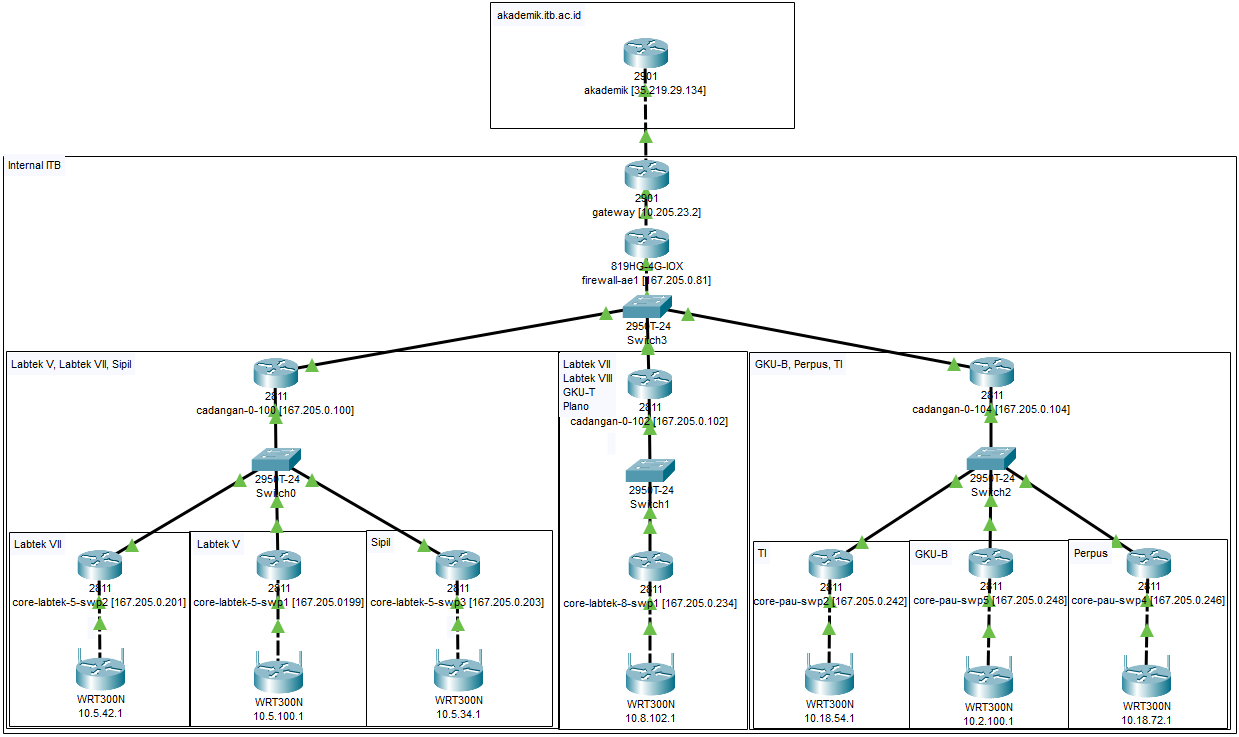 akademik.itb.ac.id
2901
akademik [35.219.29.134]
Internal ITB
2901
gateway [10.205.23.2]
819HG-4G-IOX
firewall-ae1 [167.205.0.81]
2950T-24
Switch3
Labtek V, Labtek VII, Sipil
2811
cadangan-0-100 [167.205.0.100]
2950T-24
Switch0
Labtek VII
2811
core-labtek-5-swp2 [167.205.0.201]
WRT300N
10.5.42.1
Labtek V
2811
core-labtek-5-swp1 [167.205.0199]
WRT300N
10.5.100.1
Sipil
2811
core-labtek-5-swp3 [167.205.0.203]
WRT300N
10.5.34.1
Labtek VII
Labtek VIII
GKU-T
Plano
2811
cadangan-0-102 [167.205.0.102]
2950T-24
Switch1
2811
core-labtek-8-swp1 [167.205.0.234]
WRT300N
10.8.102.1
GKU-B, Perpus, TI
2811
cadangan-0-104 [167.205.0.104]
2950T-24
Switch2
TI
2811
core-pau-swp2 [167.205.0.242]
WRT300N
10.18.54.1
GKU-B
2811
core-pau-swp5 [167.205.0.248]
WRT300N
10.2.100.1
Perpus
2811
core-pau-swp4 [167.205.0.246]
WRT300N
10.18.72.1